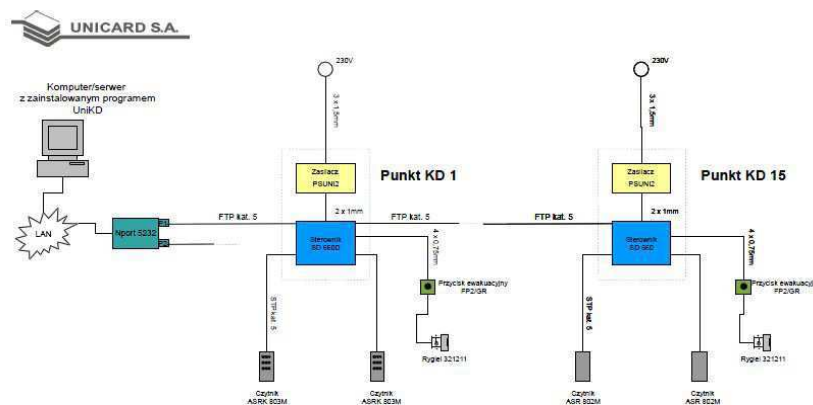 UNICARD S.A.
Komputer/serwer
z zainstalowanym programem
UniKD
LAN
Nport 5232
P1
P2
FTP kat. 5
230V
3 x 1,5mm
Zasilacz
PSUNI2
Punkt KD 1
2 x 1mm
FTP kat. 5
Sterownik
4 x 0,75mm
STP kat. 5
Przycisk ewakuacyjny
FP2/GR
Rygiel 321211
Czytnik
ASRK 803M
Czytnik
ASRK 803M
230V
3 x 1,5mm
Zasilacz
PSUNI2
Punkt KD 15
2 x 1mm
FTP kat. 5
Sterownik
SD 660
4 x 0,75mm
STP kat. 5
Przycisk ewakuacyjny
FP2/GR
Rygiel 321211
Czytnik
ASR 802M
Czytnik
ASR 802M